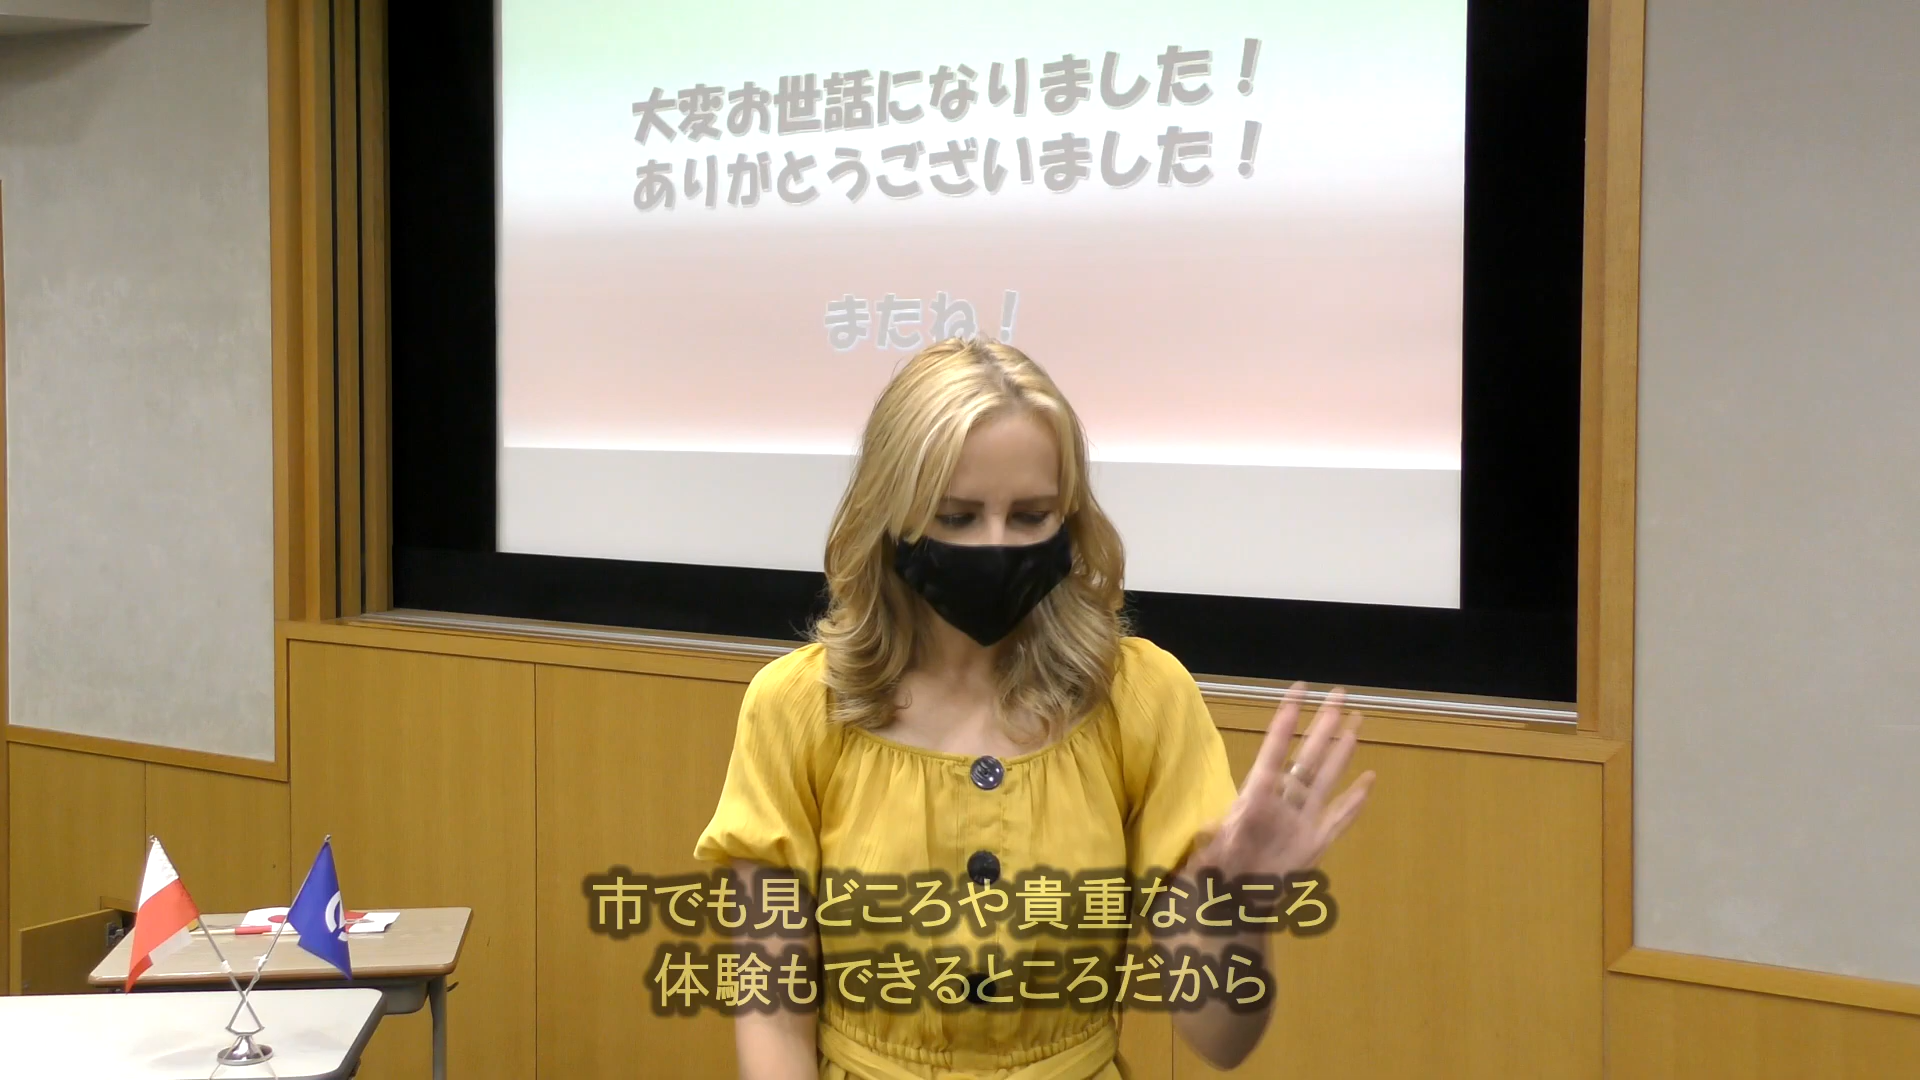 大変お世話になりました！
ありがとうございました！
またね！
市でも見どころや貴重なところ
体験もできるところだから